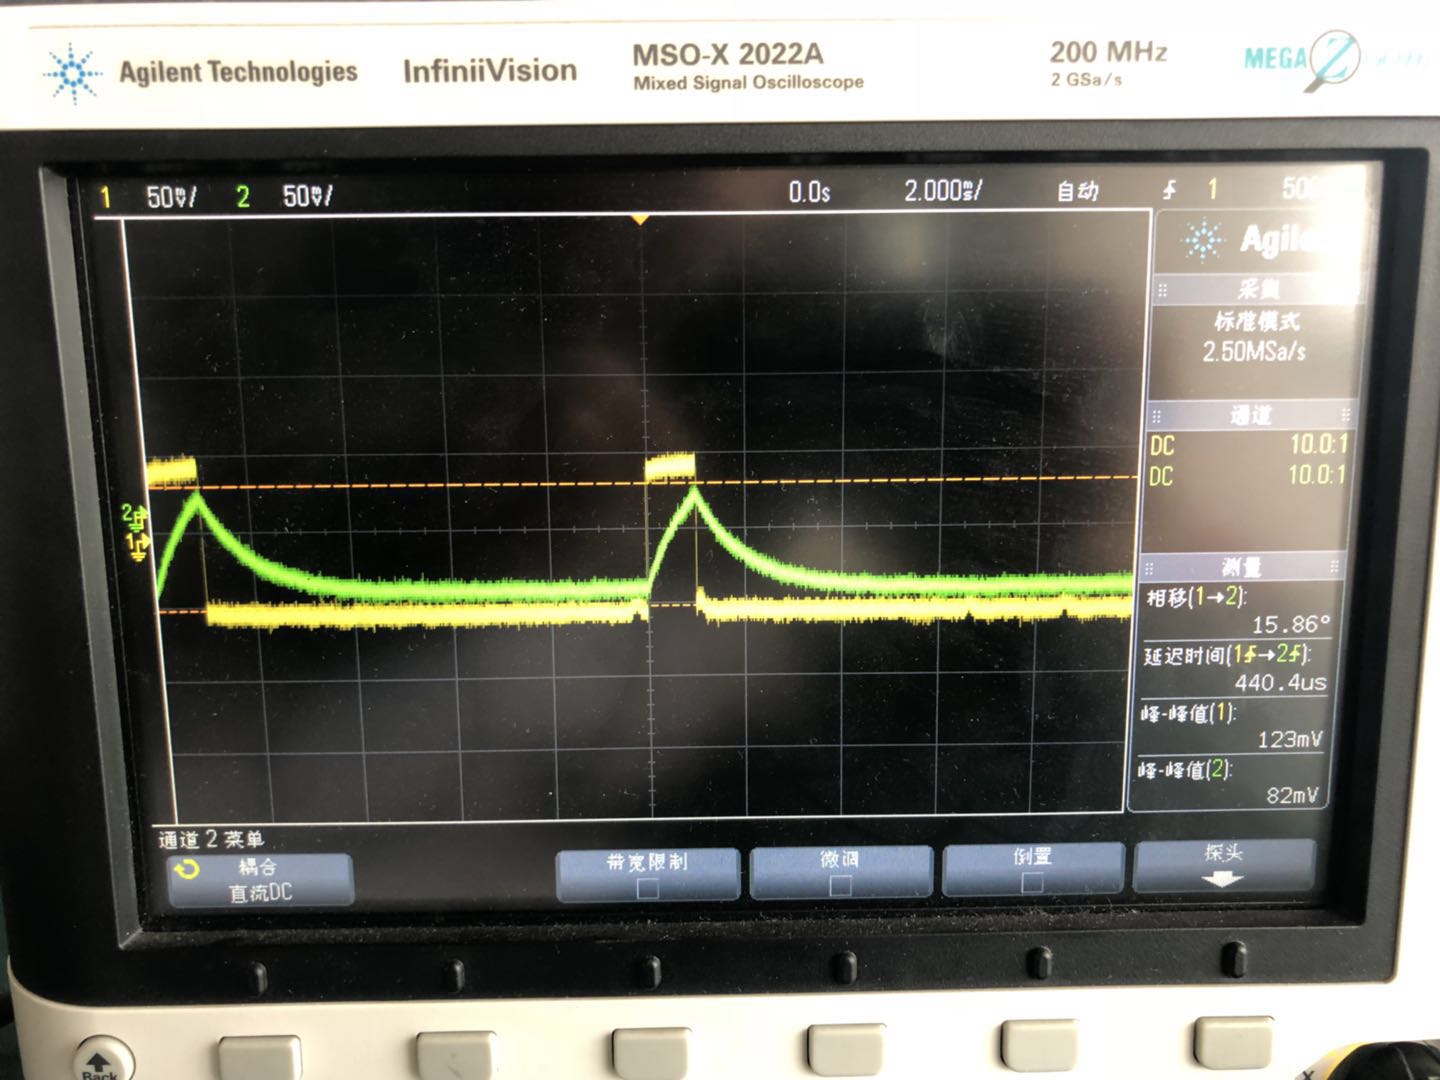 Agilent Technologies InfiniiVision MSO-X 2022A 200 MHz MEGA Z
Mixed Signal Oscilloscope 2 GSa/s
1 50mV/ 2 50mV/ 0.0s 2.000ms/ 自动 1
采集
标准模式
2.50MSa/s
通道
DC 10.0:1
DC 10.0:1
2
1
测量
相移(1→2):
15.86°
延迟时间(1→2):
440.4us
峰-峰值(1):
123mV
峰-峰值(2):
82mV
通道 2 菜单
耦合
直流DC
带宽限制
微调
倒置
探头
Back
X